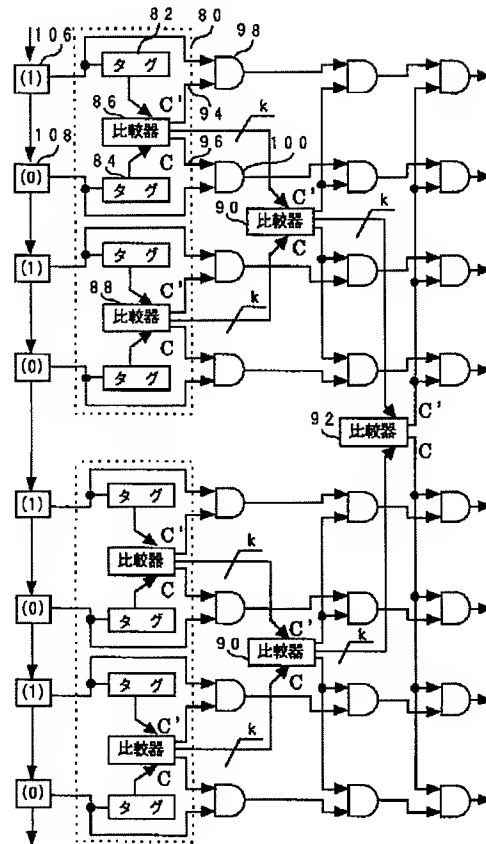 106
82
80
98
(1)
タグ
86
C'
94
k
比較器
108
C
96
100
(0)
84
タグ
C'
90
比較器
k
(1)
タグ
C
C'
88
比較器
k
C
(0)
タグ
C'
92
比較器
C
(1)
タグ
C'
k
比較器
C
(0)
タグ
C'
90
比較器
k
(1)
タグ
C
C'
k
比較器
C
(0)
タグ